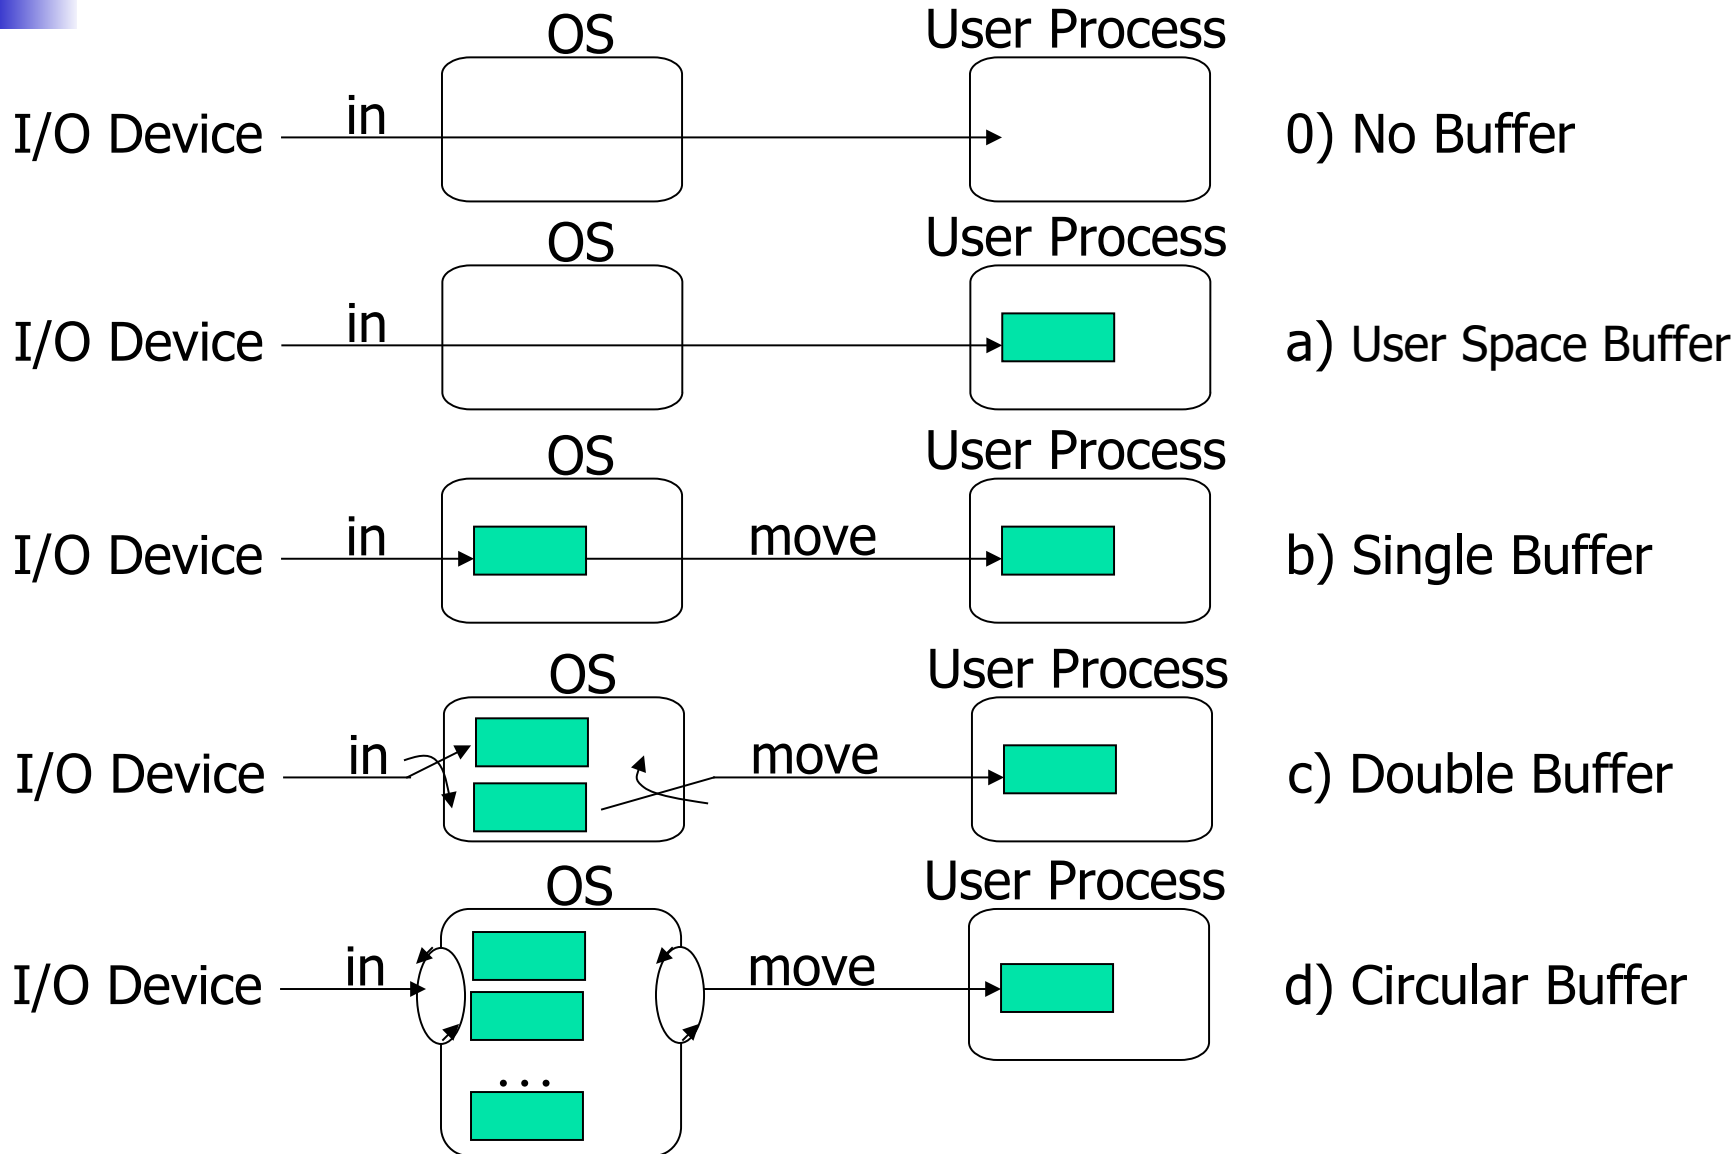 OS User Process
I/O Device in 0) No Buffer
OS User Process
I/O Device in a) User Space Buffer
OS User Process
I/O Device in move b) Single Buffer
OS User Process
I/O Device in move c) Double Buffer
OS User Process
I/O Device in move d) Circular Buffer
...